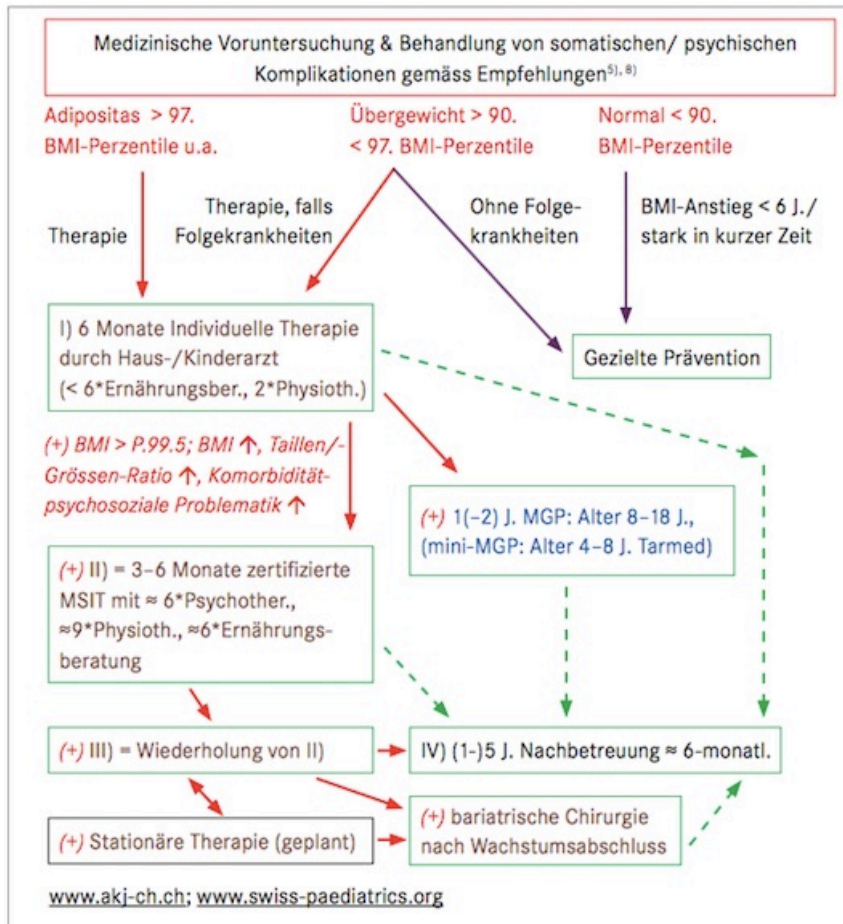 Medizinische Voruntersuchung & Behandlung von somatischen/ psychischen
Komplikationen gemäss Empfehlungen5), 8)
Adipositas > 97.
BMI-Perzentile u.a.
Übergewicht > 90.
< 97. BMI-Perzentile
Normal < 90.
BMI-Perzentile
Therapie
Therapie, falls
Folgekrankheiten
Ohne Folge-
krankheiten
BMI-Anstieg < 6 J./
stark in kurzer Zeit
I) 6 Monate Individuelle Therapie
durch Haus-/Kinderarzt
(< 6*Ernährungsber., 2*Physioth.)
Gezielte Prävention
(+) BMI > P.99.5; BMI ↑, Taillen/-
Grössen-Ratio ↑, Komorbidität-
psychosoziale Problematik ↑
(+) 1(–2) J. MGP: Alter 8–18 J.,
(mini-MGP: Alter 4–8 J. Tarmed)
(+) II) = 3–6 Monate zertifizierte
MSIT mit ≈ 6*Psychother.,
≈9*Physioth., ≈6*Ernährungs-
beratung
(+) III) = Wiederholung von II)
IV) (1-)5 J. Nachbetreuung ≈ 6-monatl.
(+) Stationäre Therapie (geplant)
(+) bariatrische Chirurgie
nach Wachstumsabschluss
www.akj-ch.ch; www.swiss-paediatrics.org